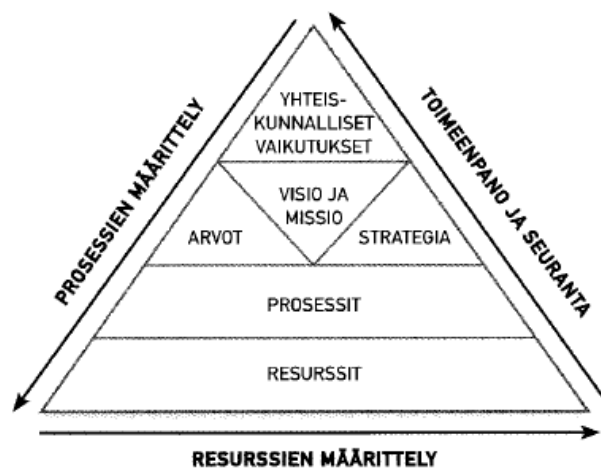 YHTEIS-
KUNNALLISET
VAIKUTUKSET
VISIO JA
MISSIO
ARVOT
STRATEGIA
PROSESSIT
RESURSSIT
PROSESSIEN MÄÄRITTELY
TOIMEENPANO JA SEURANTA
RESURSSIEN MÄÄRITTELY